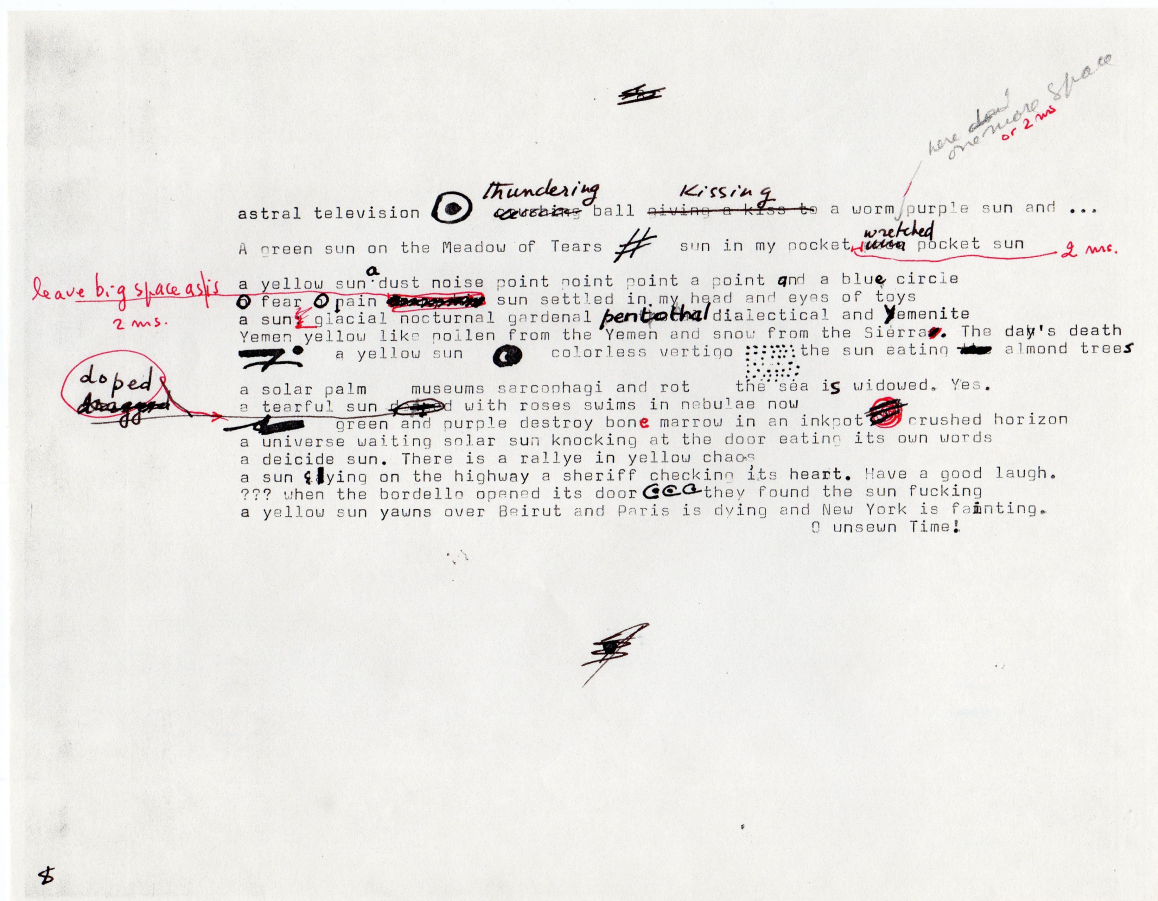 here
one more space
or 2 ms
thundering Kissing
astral television ball giving a kiss to a worm purple sun and ...
wretched
A green sun on the Meadow of Tears # sun in my pocket pocket sun
2 ms.
a
a yellow sun dust noise point point point a point and a blue circle
leave big space as is
2 ms.
O fear O pain sun settled in my head and eyes of toys
a sun glacial nocturnal gardenal pentothal dialectical and Yemenite
Yemen yellow like pollen from the Yemen and snow from the Sierra. The day's death
a yellow sun colorless vertigo the sun eating almond trees
doped
a solar palm museums sarcophagi and rot the sea is widowed. Yes.
a tearful sun with roses swims in nebulae now
green and purple destroy bone marrow in an inkpot crushed horizon
a universe waiting solar sun knocking at the door eating its own words
a deicide sun. There is a rallye in yellow chaos
a sun lying on the highway a sheriff checking its heart. Have a good laugh.
??? when the bordello opened its door they found the sun fucking
a yellow sun yawns over Beirut and Paris is dying and New York is fainting.
O unsewn Time!
8